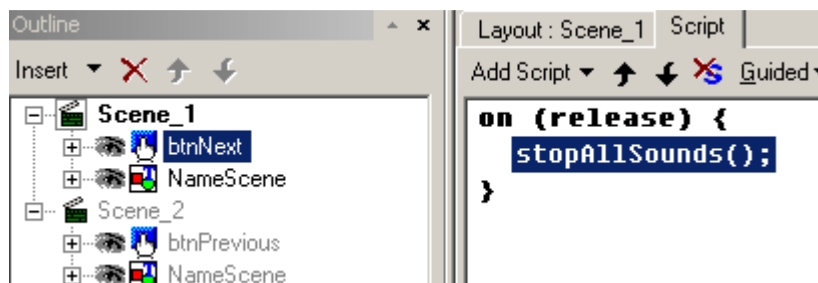 Outline
Insert
Scene_1
btnNext
NameScene
Scene_2
btnPrevious
NameScene
Layout : Scene_1 Script
Add Script Guided
on (release) {
stopAllSounds();
}